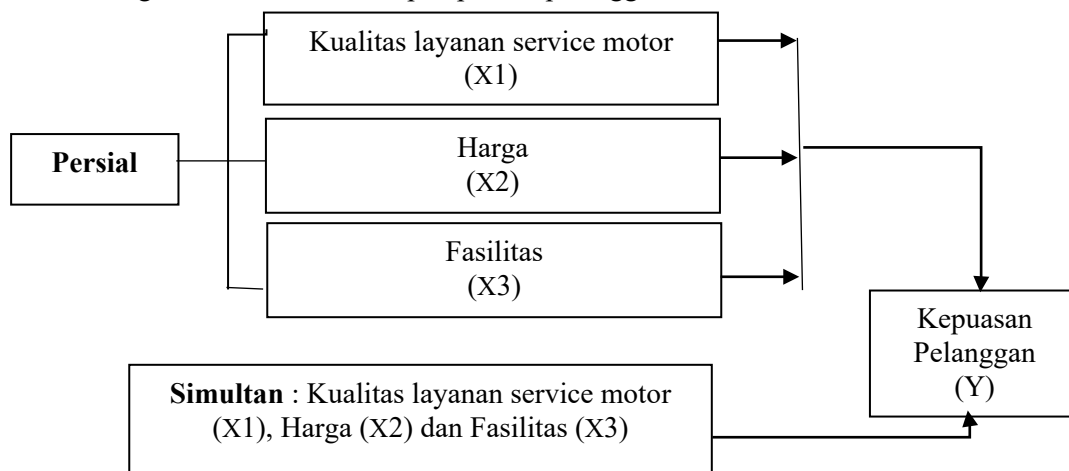 Kualitas layanan service motor
(X1)
Persial
Harga
(X2)
Fasilitas
(X3)
Kepuasan
Pelanggan
(Y)
Simultan : Kualitas layanan service motor
(X1), Harga (X2) dan Fasilitas (X3)